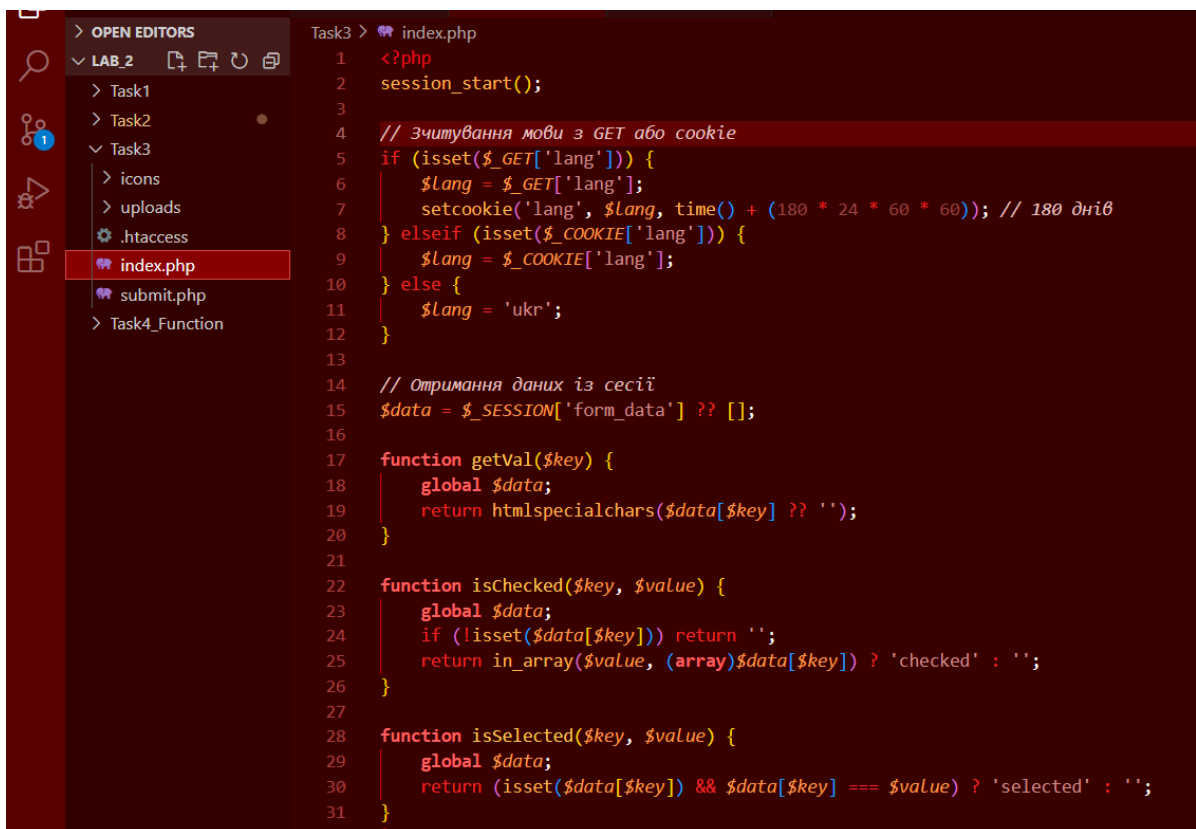 OPEN EDITORS
LAB_2
Task1
Task2
Task3
icons
uploads
.htaccess
index.php
submit.php
Task4_Function
1
Task3 > index.php
1 <?php
2 session_start();
3
4 // Зчитування мови з GET або cookie
5 if (isset($_GET['lang'])) {
6 $lang = $_GET['lang'];
7 setcookie('lang', $lang, time() + (180 * 24 * 60 * 60)); // 180 днів
8 } elseif (isset($_COOKIE['lang'])) {
9 $lang = $_COOKIE['lang'];
10 } else {
11 $lang = 'ukr';
12 }
13
14 // Отримання даних із сесії
15 $data = $_SESSION['form_data'] ?? [];
16
17 function getVal($key) {
18 global $data;
19 return htmlspecialchars($data[$key] ?? '');
20 }
21
22 function isChecked($key, $value) {
23 global $data;
24 if (!isset($data[$key])) return '';
25 return in_array($value, (array)$data[$key]) ? 'checked' : '';
26 }
27
28 function isSelected($key, $value) {
29 global $data;
30 return (isset($data[$key]) && $data[$key] === $value) ? 'selected' : '';
31 }